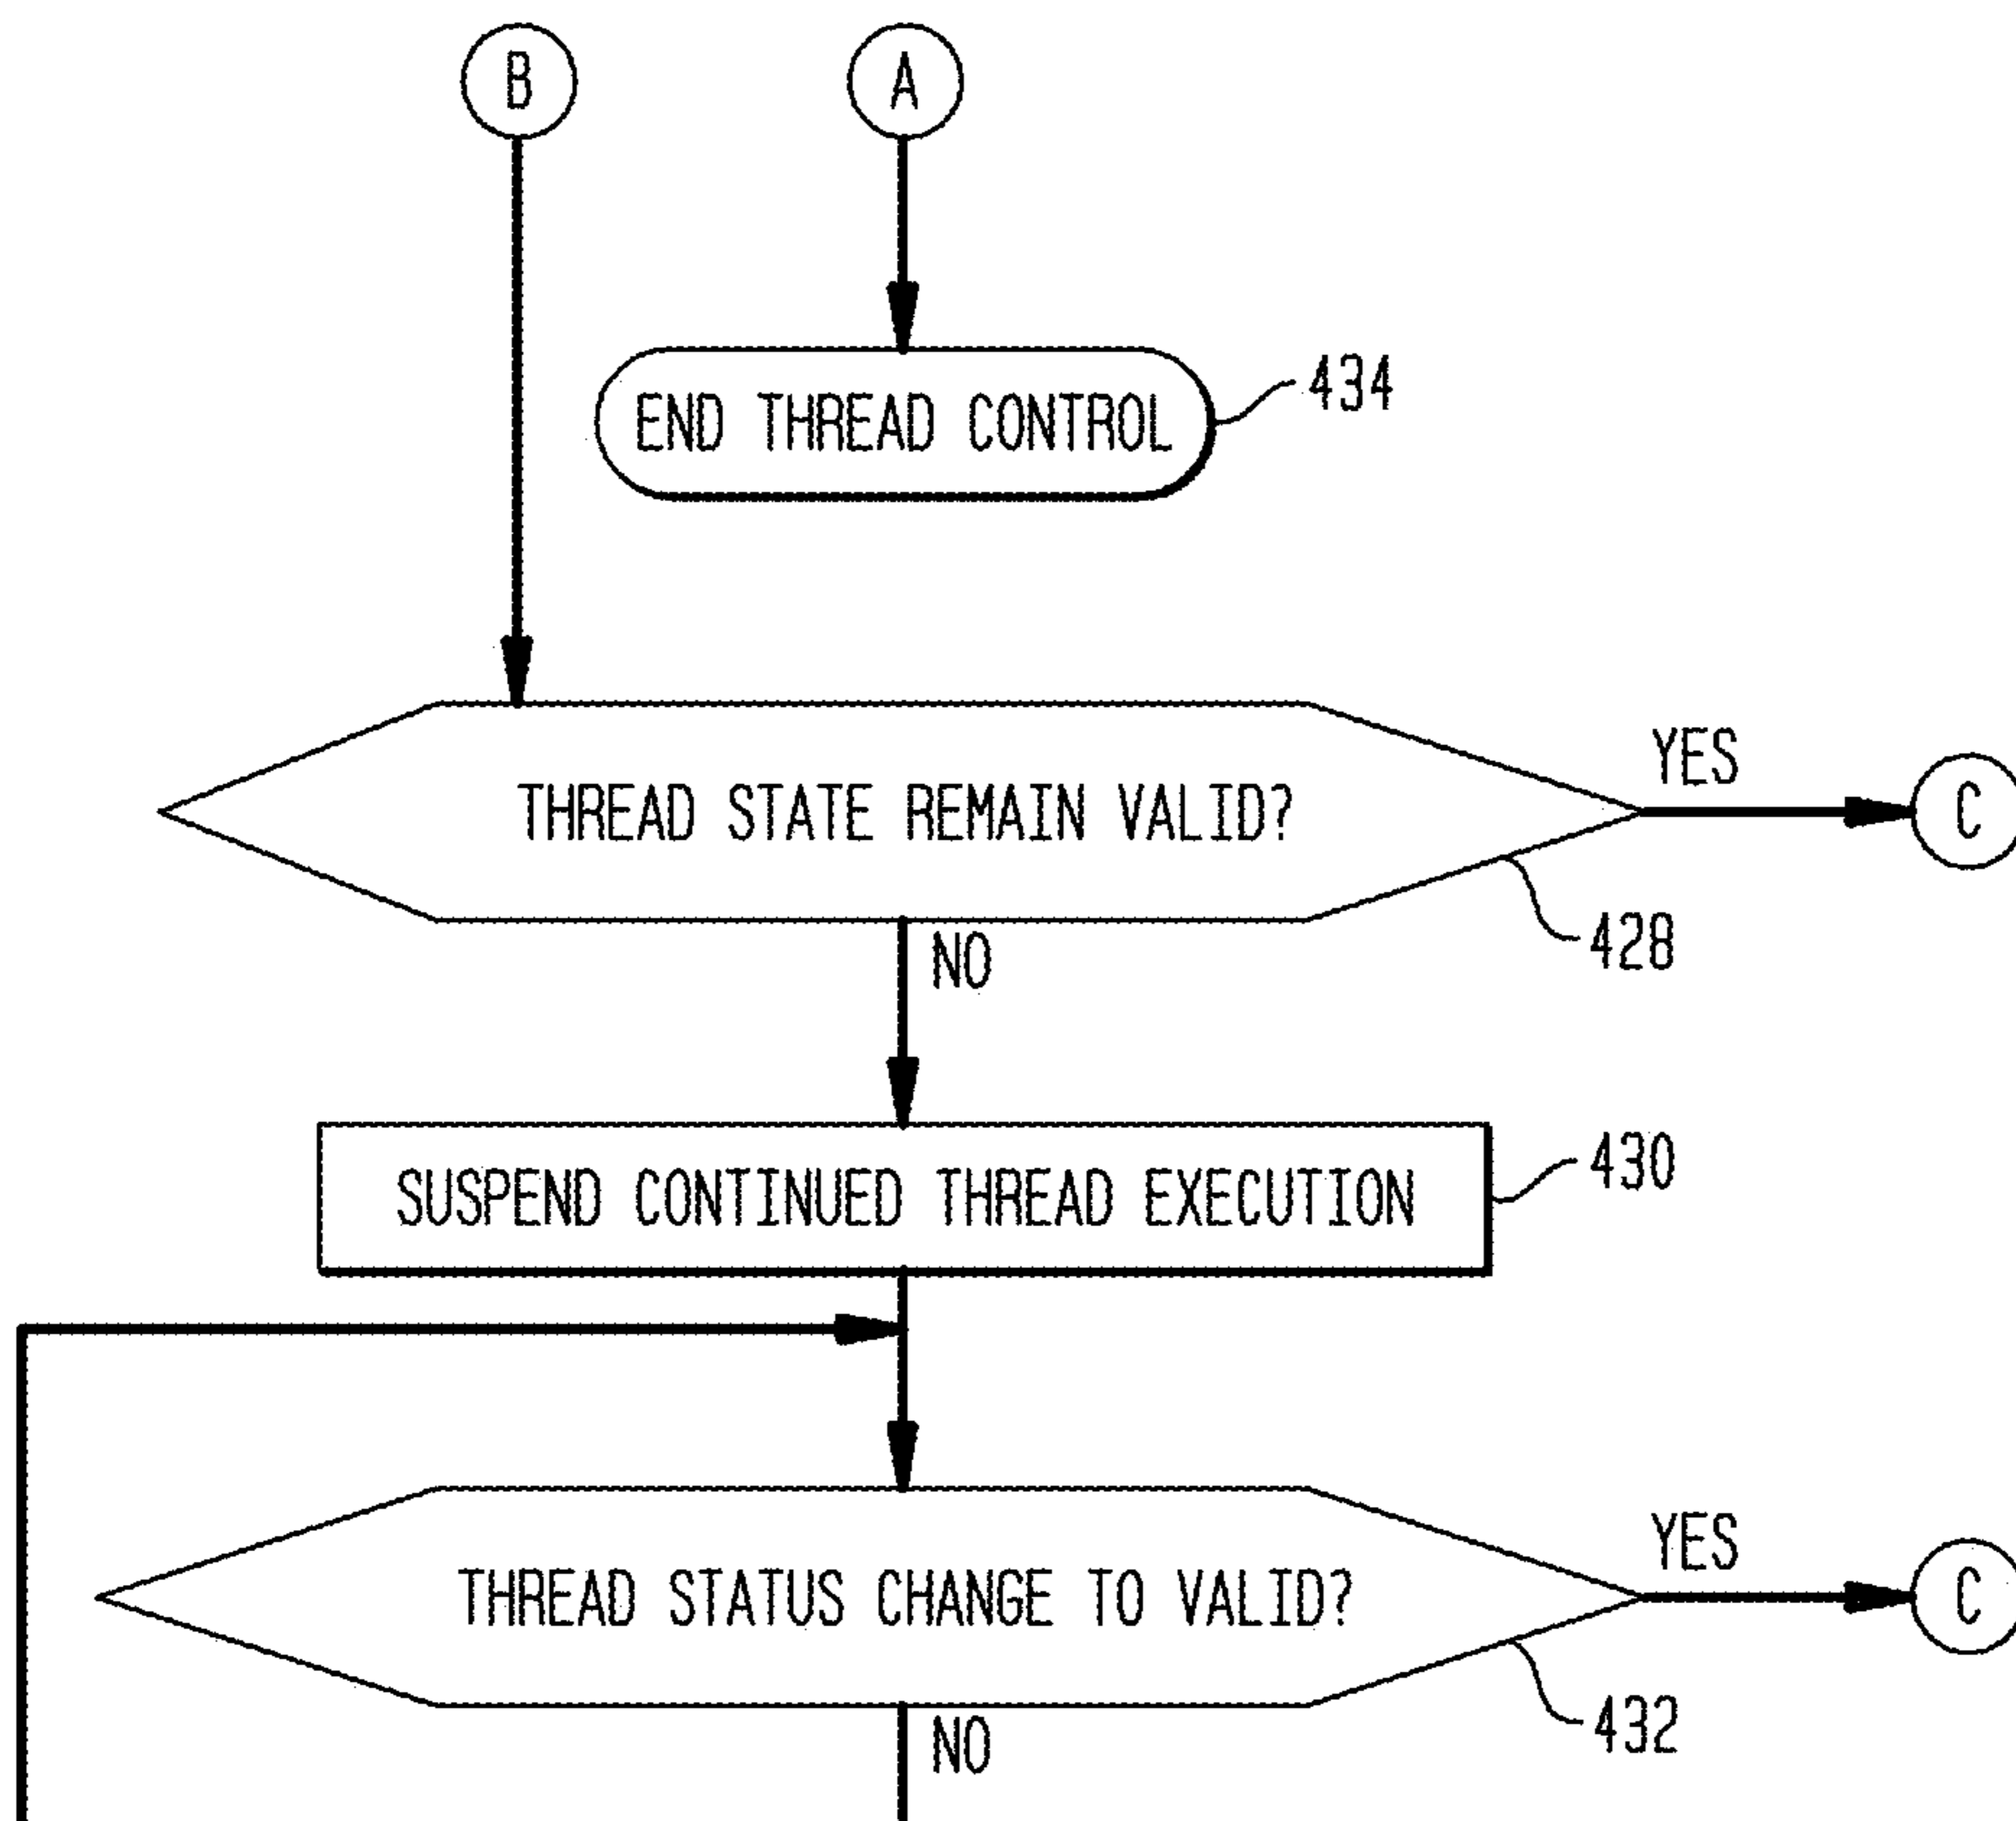 B
A
END THREAD CONTROL
434
THREAD STATE REMAIN VALID?
YES
C
428
NO
SUSPEND CONTINUED THREAD EXECUTION
430
THREAD STATUS CHANGE TO VALID?
YES
C
432
NO